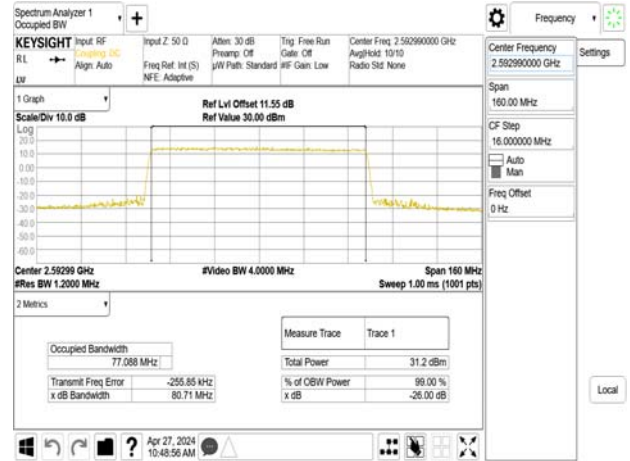 Spectrum Analyzer 1
Occupied BW
+
Frequency
KEYSIGHT
Input: RF
Input Z: 50 Ω
Atten: 30 dB
Trig: Free Run
Center Freq: 2.592990000 GHz
RL
Coupling: DC
Preamp: Off
Gate: Off
Avg|Hold: 10/10
Align: Auto
Freq Ref: Int (S)
µW Path: Standard
#IF Gain: Low
Radio Std: None
NFE: Adaptive
Center Frequency
2.592990000 GHz
Settings
Span
160.00 MHz
CF Step
16.000000 MHz
Auto
Man
Freq Offset
0 Hz
Local
1 Graph
Ref Lvl Offset 11.55 dB
Scale/Div 10.0 dB
Ref Value 30.00 dBm
Log
20.0
10.0
0.00
-10.0
-20.0
-30.0
-40.0
-50.0
-60.0
Center 2.59299 GHz
#Video BW 4.0000 MHz
Span 160 MHz
#Res BW 1.2000 MHz
Sweep 1.00 ms (1001 pts)
2 Metrics
Measure Trace
Trace 1
Occupied Bandwidth
77.088 MHz
Total Power
31.2 dBm
Transmit Freq Error
-255.85 kHz
% of OBW Power
99.00 %
x dB Bandwidth
80.71 MHz
x dB
-26.00 dB
?
Apr 27, 2024
10:48:56 AM